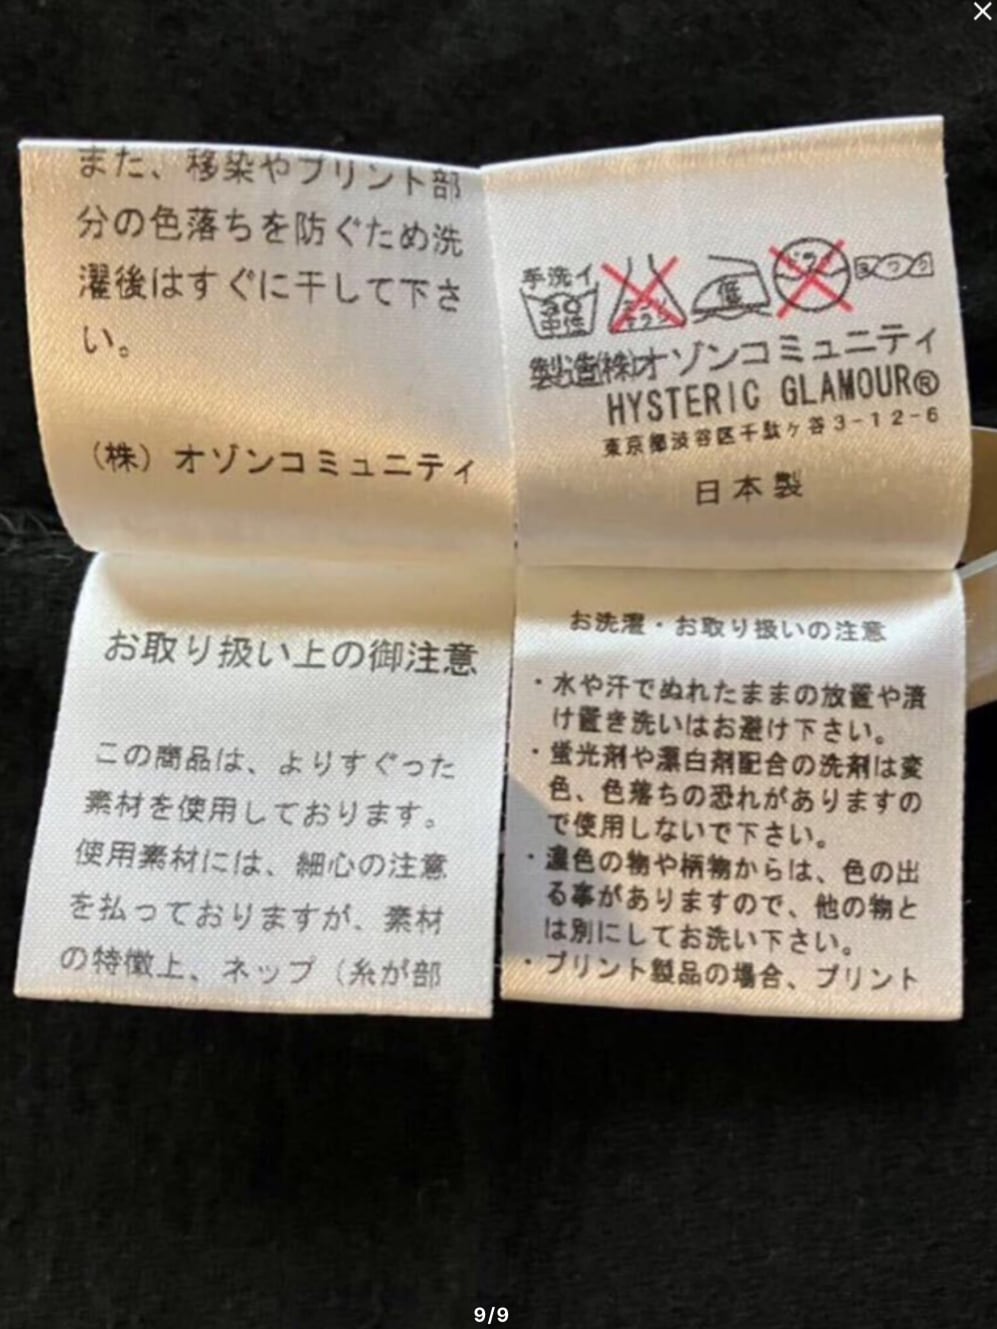 また、移染やプリント部
分の色落ちを防ぐため洗
濯後はすぐに干して下さ
い。
(株) オゾンコミュニティ
手洗イ
30
中性
エンソ
サラシ
低
ドライ
ヨワク
製造(株)オゾンコミュニティ
HYSTERIC GLAMOUR®
東京都渋谷区千駄ヶ谷3-12-6
日本製
お取り扱い上の御注意
この商品は、よりすぐった
素材を使用しております。
使用素材には、細心の注意
を払っておりますが、素材
の特徴上、ネップ(糸が部
お洗濯・お取り扱いの注意
・水や汗でぬれたままの放置や漬
け置き洗いはお避け下さい。
・蛍光剤や漂白剤配合の洗剤は変
色、色落ちの恐れがありますの
で使用しないで下さい。
・濃色の物や柄物からは、色の出
る事がありますので、他の物と
は別にしてお洗い下さい。
・プリント製品の場合、プリント
9/9